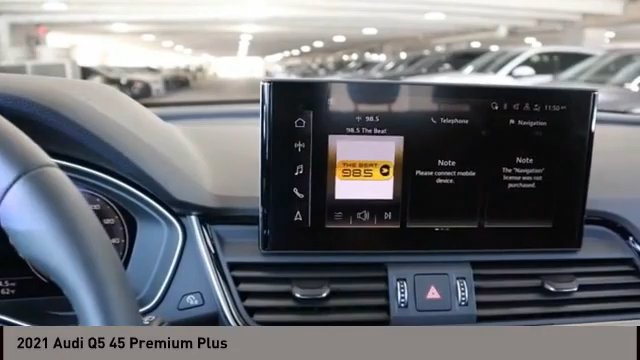 11:50
98.5
Telephone
Navigation
98.5 The Beat
THE BEAT
98.5
Note
Please connect mobile
device.
Note
The "Navigation"
license was not
purchased.
62
2021 Audi Q5 45 Premium Plus